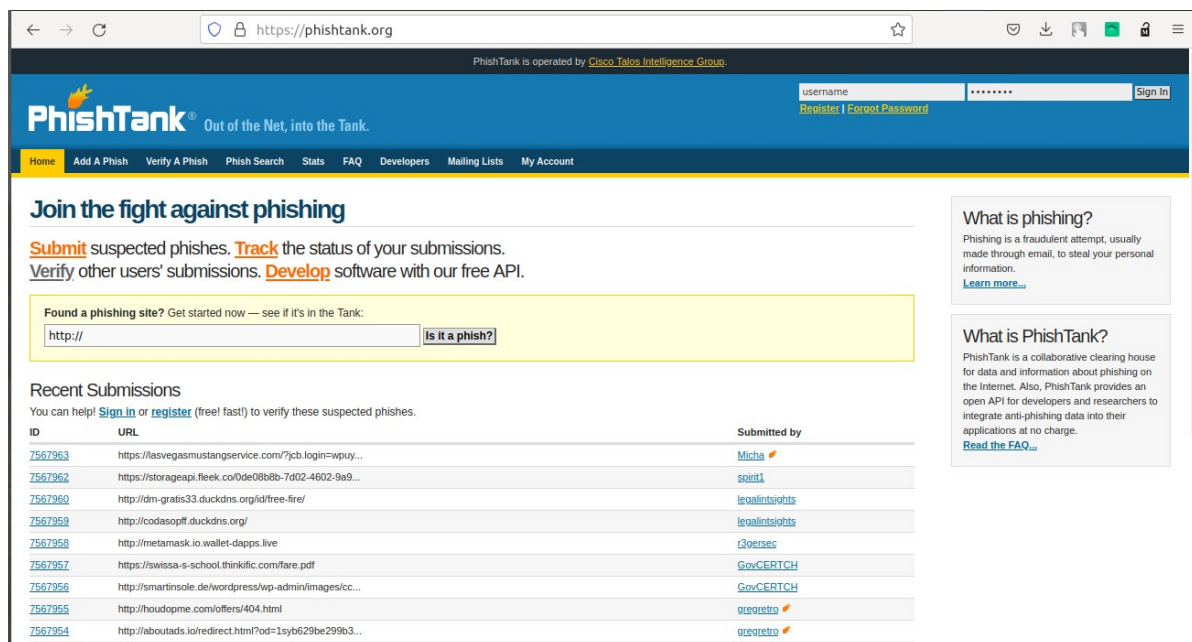 https://phishtank.org
PhishTank is operated by Cisco Talos Intelligence Group.
username •••••••• Sign In
Register | Forgot Password
PhishTank® Out of the Net, into the Tank.
Home Add A Phish Verify A Phish Phish Search Stats FAQ Developers Mailing Lists My Account
Join the fight against phishing
Submit suspected phishes. Track the status of your submissions.
Verify other users' submissions. Develop software with our free API.
Found a phishing site? Get started now — see if it's in the Tank:
http:// Is it a phish?
Recent Submissions
You can help! Sign in or register (free! fast!) to verify these suspected phishes.
ID URL Submitted by
7567963 https://lasvegasmustangservice.com/?jcb.login=wpuy... Micha
7567962 https://storageapi.fleek.co/0de08b8b-7d02-4602-9a9... spirit1
7567960 http://dm-gratis33.duckdns.org/id/free-fire/ legalintsights
7567959 http://codasopff.duckdns.org/ legalintsights
7567958 http://metamask.io.wallet-dapps.live r3gersec
7567957 https://swissa-s-school.thinkific.com/fare.pdf GovCERTCH
7567956 http://smartinsole.de/wordpress/wp-admin/images/cc... GovCERTCH
7567955 http://houdopme.com/offers/404.html gregretro
7567954 http://aboutads.io/redirect.html?od=1syb629be299b3... gregretro
What is phishing?
Phishing is a fraudulent attempt, usually
made through email, to steal your personal
information.
Learn more...
What is PhishTank?
PhishTank is a collaborative clearing house
for data and information about phishing on
the Internet. Also, PhishTank provides an
open API for developers and researchers to
integrate anti-phishing data into their
applications at no charge.
Read the FAQ...